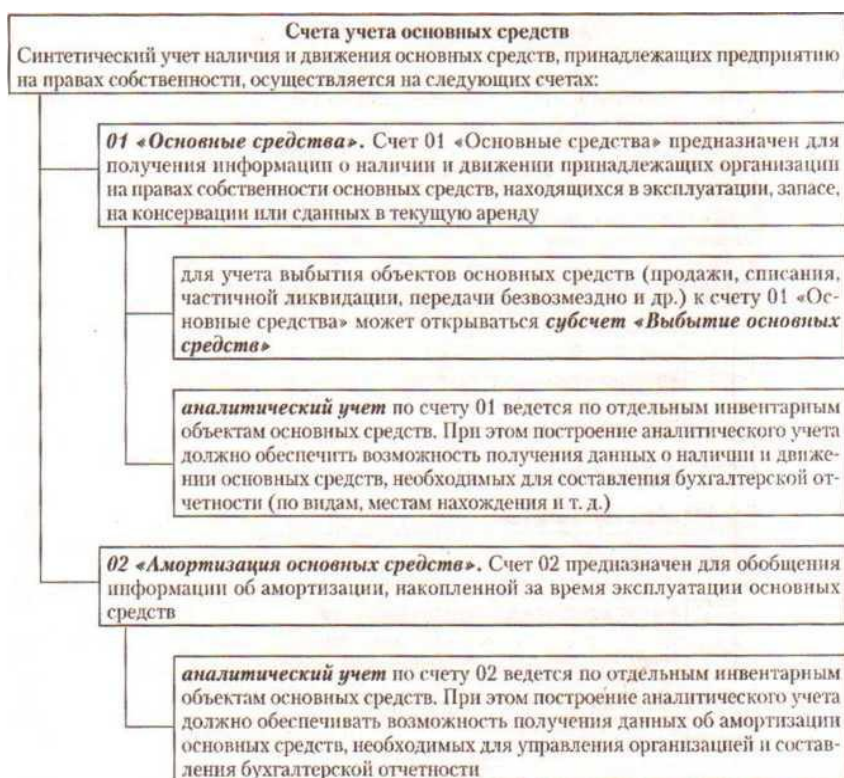 Счета учета основных средств
Синтетический учет наличия и движения основных средств, принадлежащих предприятию
на правах собственности, осуществляется на следующих счетах:
01 «Основные средства». Счет 01 «Основные средства» предназначен для
получения информации о наличии и движении принадлежащих организации
на правах собственности основных средств, находящихся в эксплуатации, запасе,
на консервации или сданных в текущую аренду
для учета выбытия объектов основных средств (продажи, списания,
частичной ликвидации, передачи безвозмездно и др.) к счету 01 «Ос-
новные средства» может открываться субсчет «Выбытие основных
средств»
аналитический учет по счету 01 ведется по отдельным инвентарным
объектам основных средств. При этом построение аналитического учета
должно обеспечить возможность получения данных о наличии и движе-
нии основных средств, необходимых для составления бухгалтерской от-
четности (по видам, местам нахождения и т. д.)
02 «Амортизация основных средств». Счет 02 предназначен для обобщения
информации об амортизации, накопленной за время эксплуатации основных
средств
аналитический учет по счету 02 ведется по отдельным инвентарным
объектам основных средств. При этом построение аналитического учета
должно обеспечивать возможность получения данных об амортизации
основных средств, необходимых для управления организацией и состав-
ления бухгалтерской отчетности